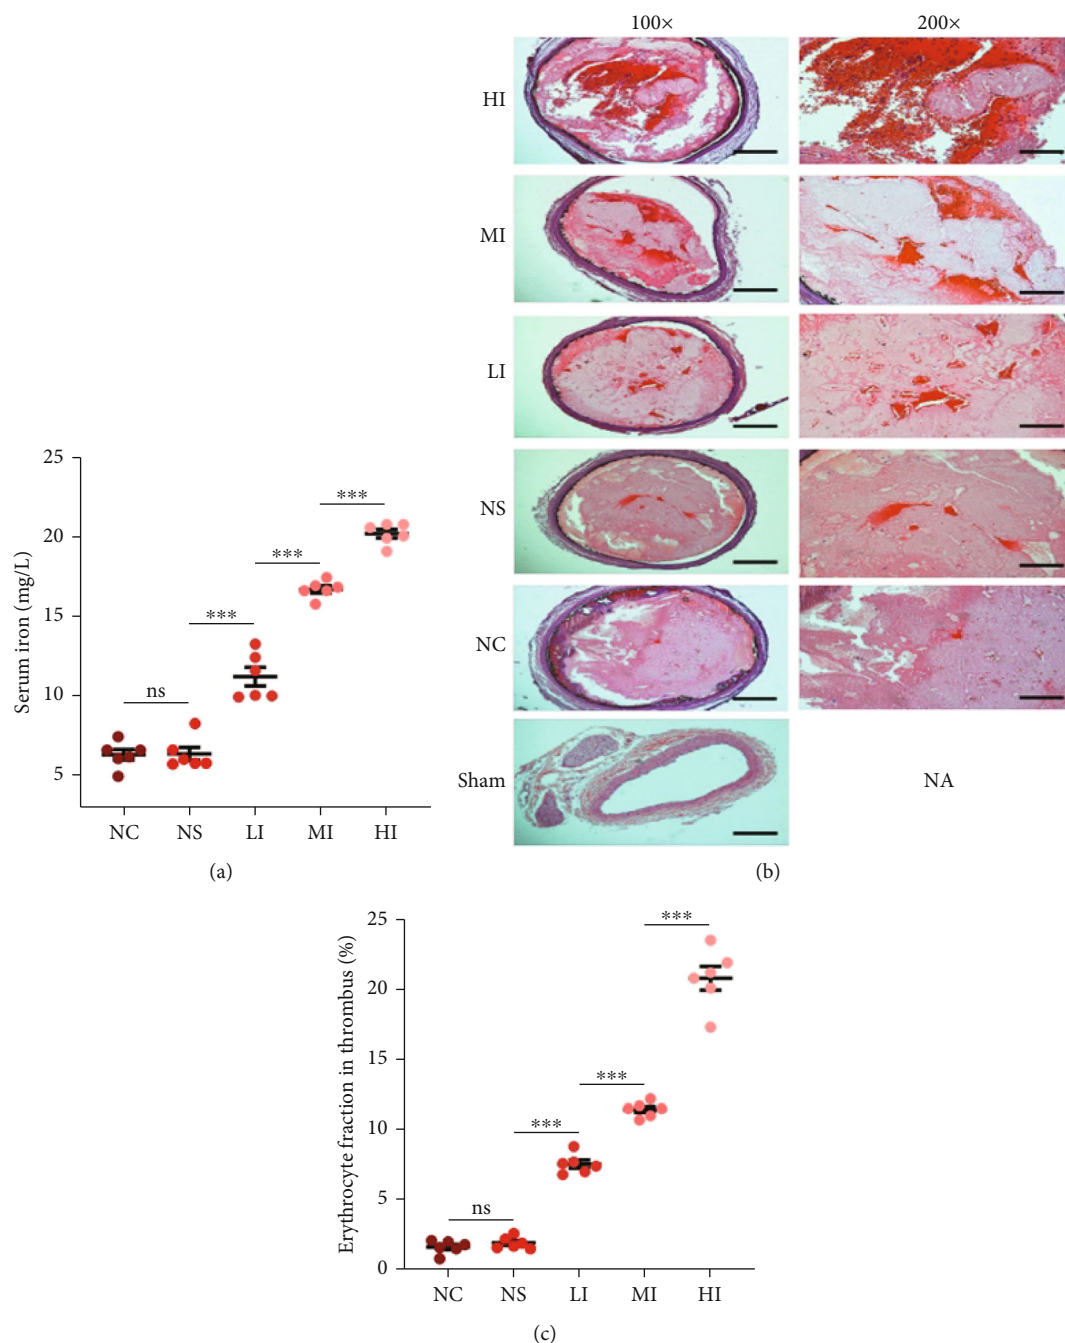 100×
200×
HI
MI
LI
NS
NC
Sham
NA
(b)
Serum iron (mg/L)
25
20
15
10
5
***
***
***
ns
NC
NS
LI
MI
HI
(a)
Erythrocyte fraction in thrombus (%)
25
20
15
10
5
0
***
***
***
ns
NC
NS
LI
MI
HI
(c)